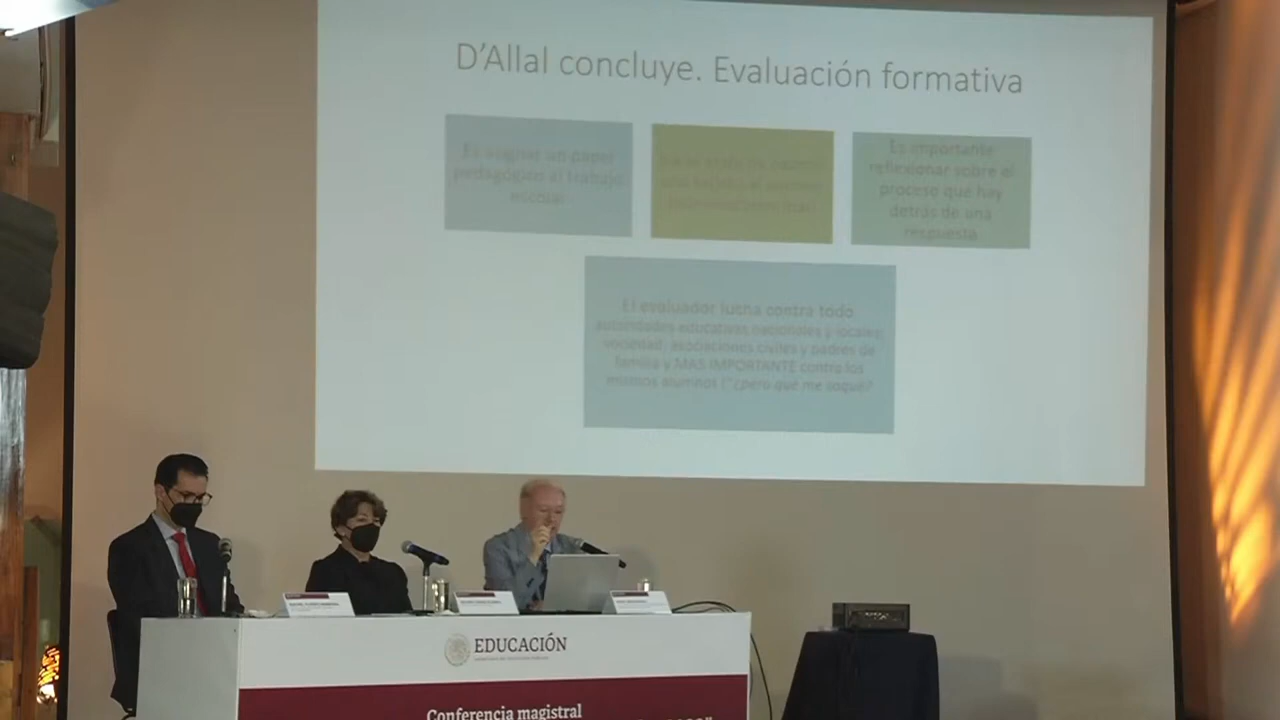 D'Allal concluye. Evaluación formativa
Es asignar un papel
pedagógico al trabajo
escolar
Es importante
reflexionar sobre el
proceso que hay
detrás de una
respuesta
El evaluador lucha contra todo
autoridades educativas nacionales y locales;
sociedad; asociaciones civiles y padres de
familia y MAS IMPORTANTE contra los
mismos alumnos ! "¿pero que me saqué?
EDUCACIÓN
Conferencia magistral